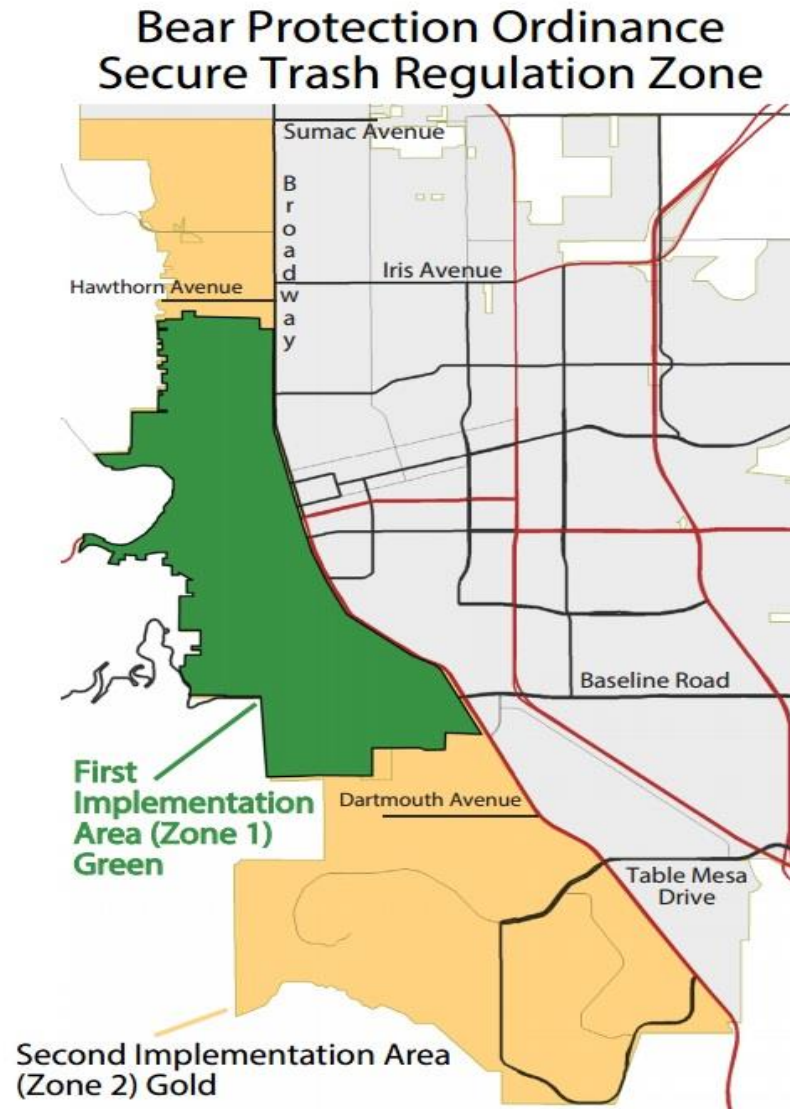 Bear Protection Ordinance
Secure Trash Regulation Zone
Sumac Avenue
Broadway
Iris Avenue
Hawthorn Avenue
Baseline Road
First
Implementation
Area (Zone 1)
Green
Dartmouth Avenue
Table Mesa
Drive
Second Implementation Area
(Zone 2) Gold